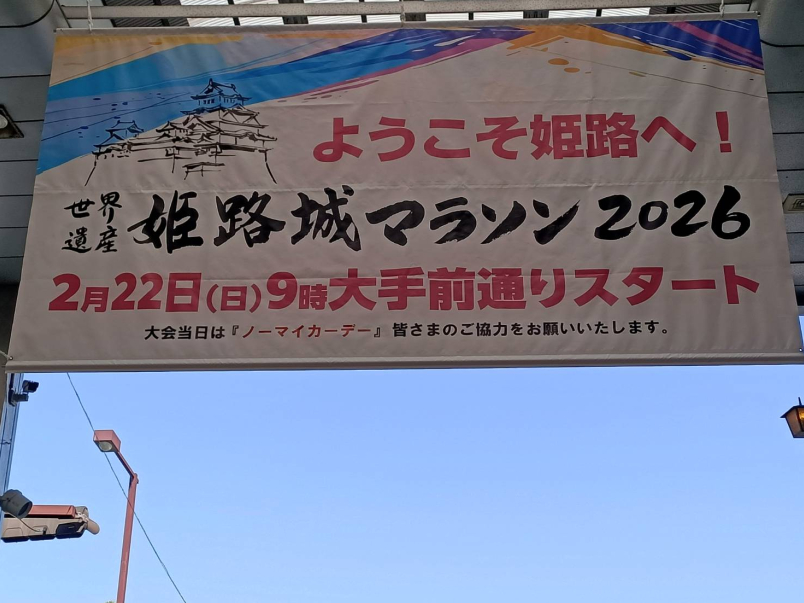 ようこそ姫路へ！
世界遺産 姫路城マラソン2026
2月22日(日)9時大手前通りスタート
大会当日は『ノーマイカーデー』皆さまのご協力をお願いいたします。